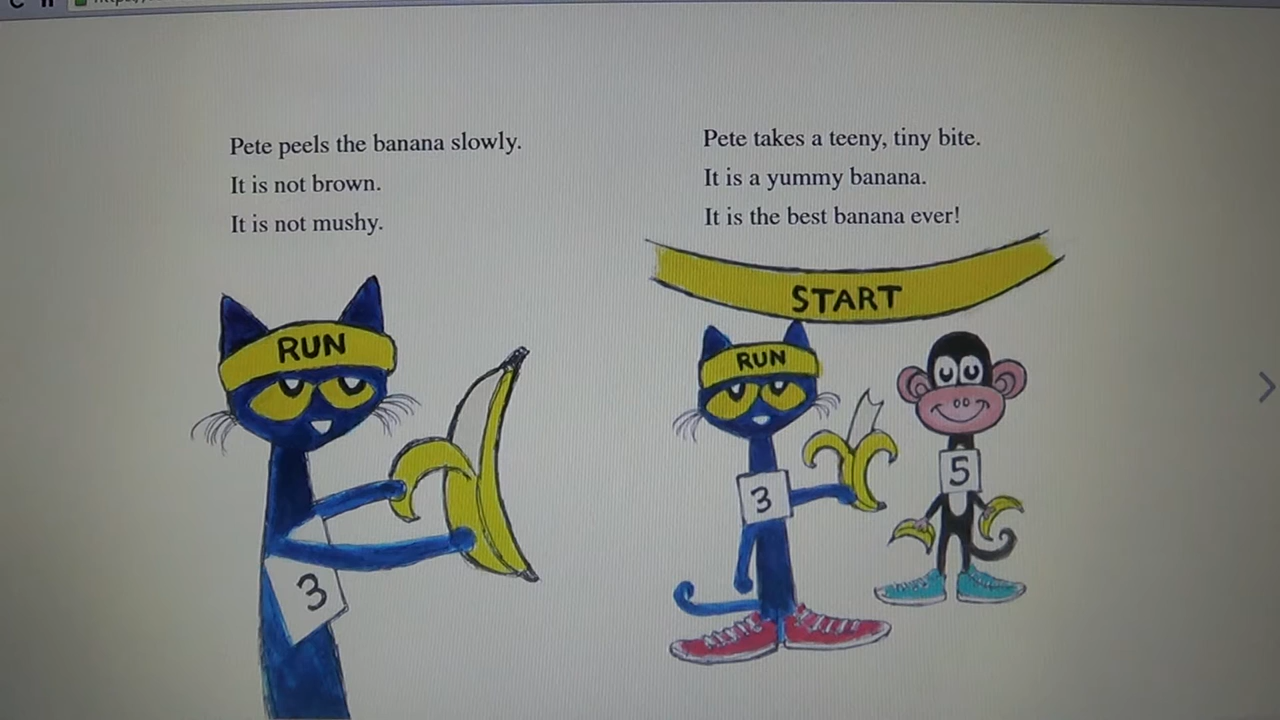 Pete peels the banana slowly.
It is not brown.
It is not mushy.
RUN
3
Pete takes a teeny, tiny bite.
It is a yummy banana.
It is the best banana ever!
START
RUN
3
5